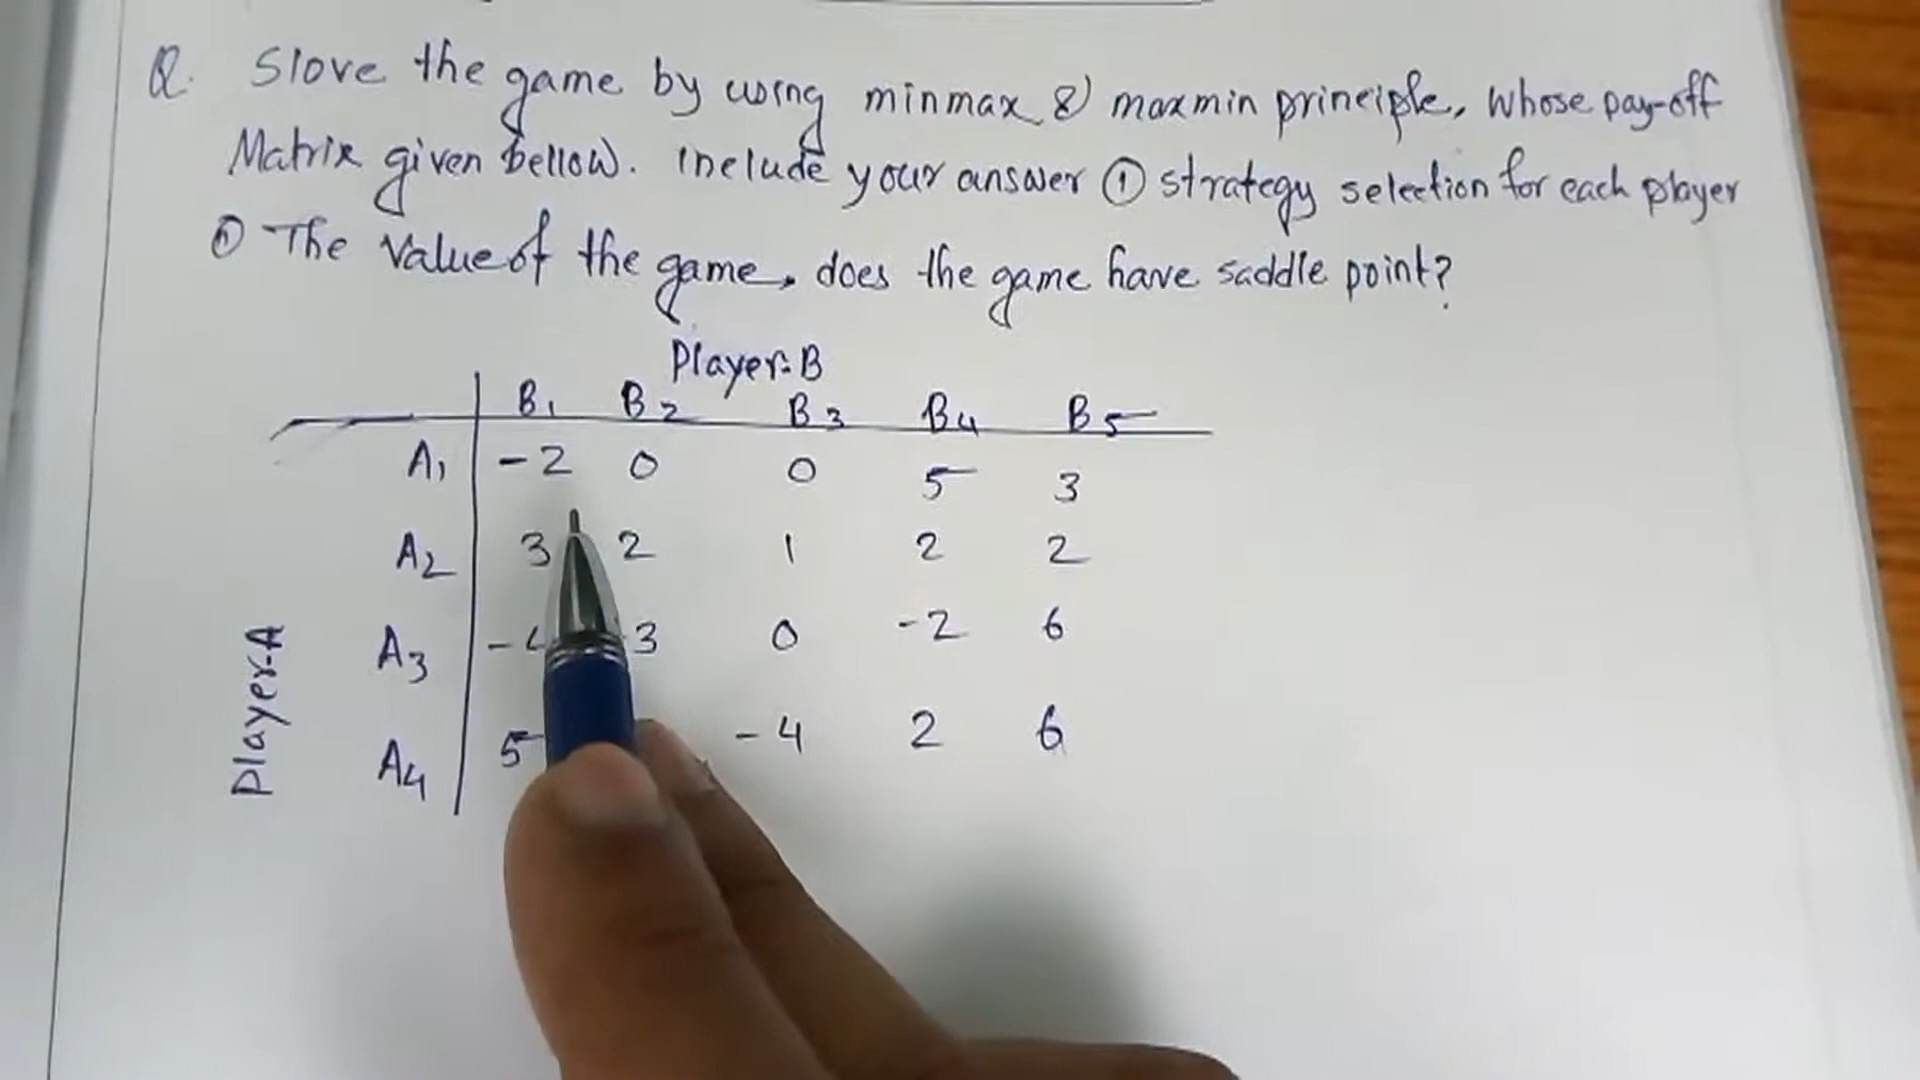 Q. Slove the game by using minmax & maxmin principle, whose pay-off
Matrix given bellow. Include your answer ① strategy selection for each player
⑪ The Value of the game. does the game have saddle point?
Player-B
B1 B2 B3 B4 B5
A1 -2 0 0 5 3
A2 3 2 1 2 2
A3 3 0 -2 6
A4 5 -4 2 6
Player-A